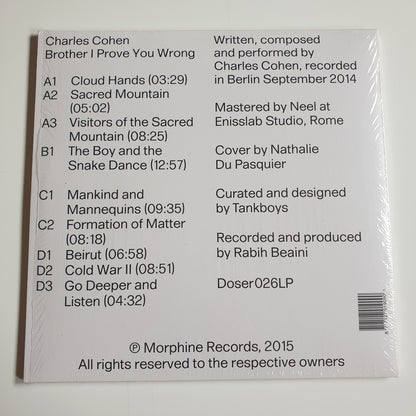 Charles Cohen
Brother I Prove You Wrong
A1 Cloud Hands (03:29)
A2 Sacred Mountain
(05:02)
A3 Visitors of the Sacred
Mountain (08:25)
B1 The Boy and the
Snake Dance (12:57)
C1 Mankind and
Mannequins (09:35)
C2 Formation of Matter
(08:18)
D1 Beirut (06:58)
D2 Cold War II (08:51)
D3 Go Deeper and
Listen (04:32)
Written, composed
and performed by
Charles Cohen, recorded
in Berlin September 2014
Mastered by Neel at
Enisslab Studio, Rome
Cover by Nathalie
Du Pasquier
Curated and designed
by Tankboys
Recorded and produced
by Rabih Beaini
Doser026LP
℗ Morphine Records, 2015
All rights reserved to the respective owners